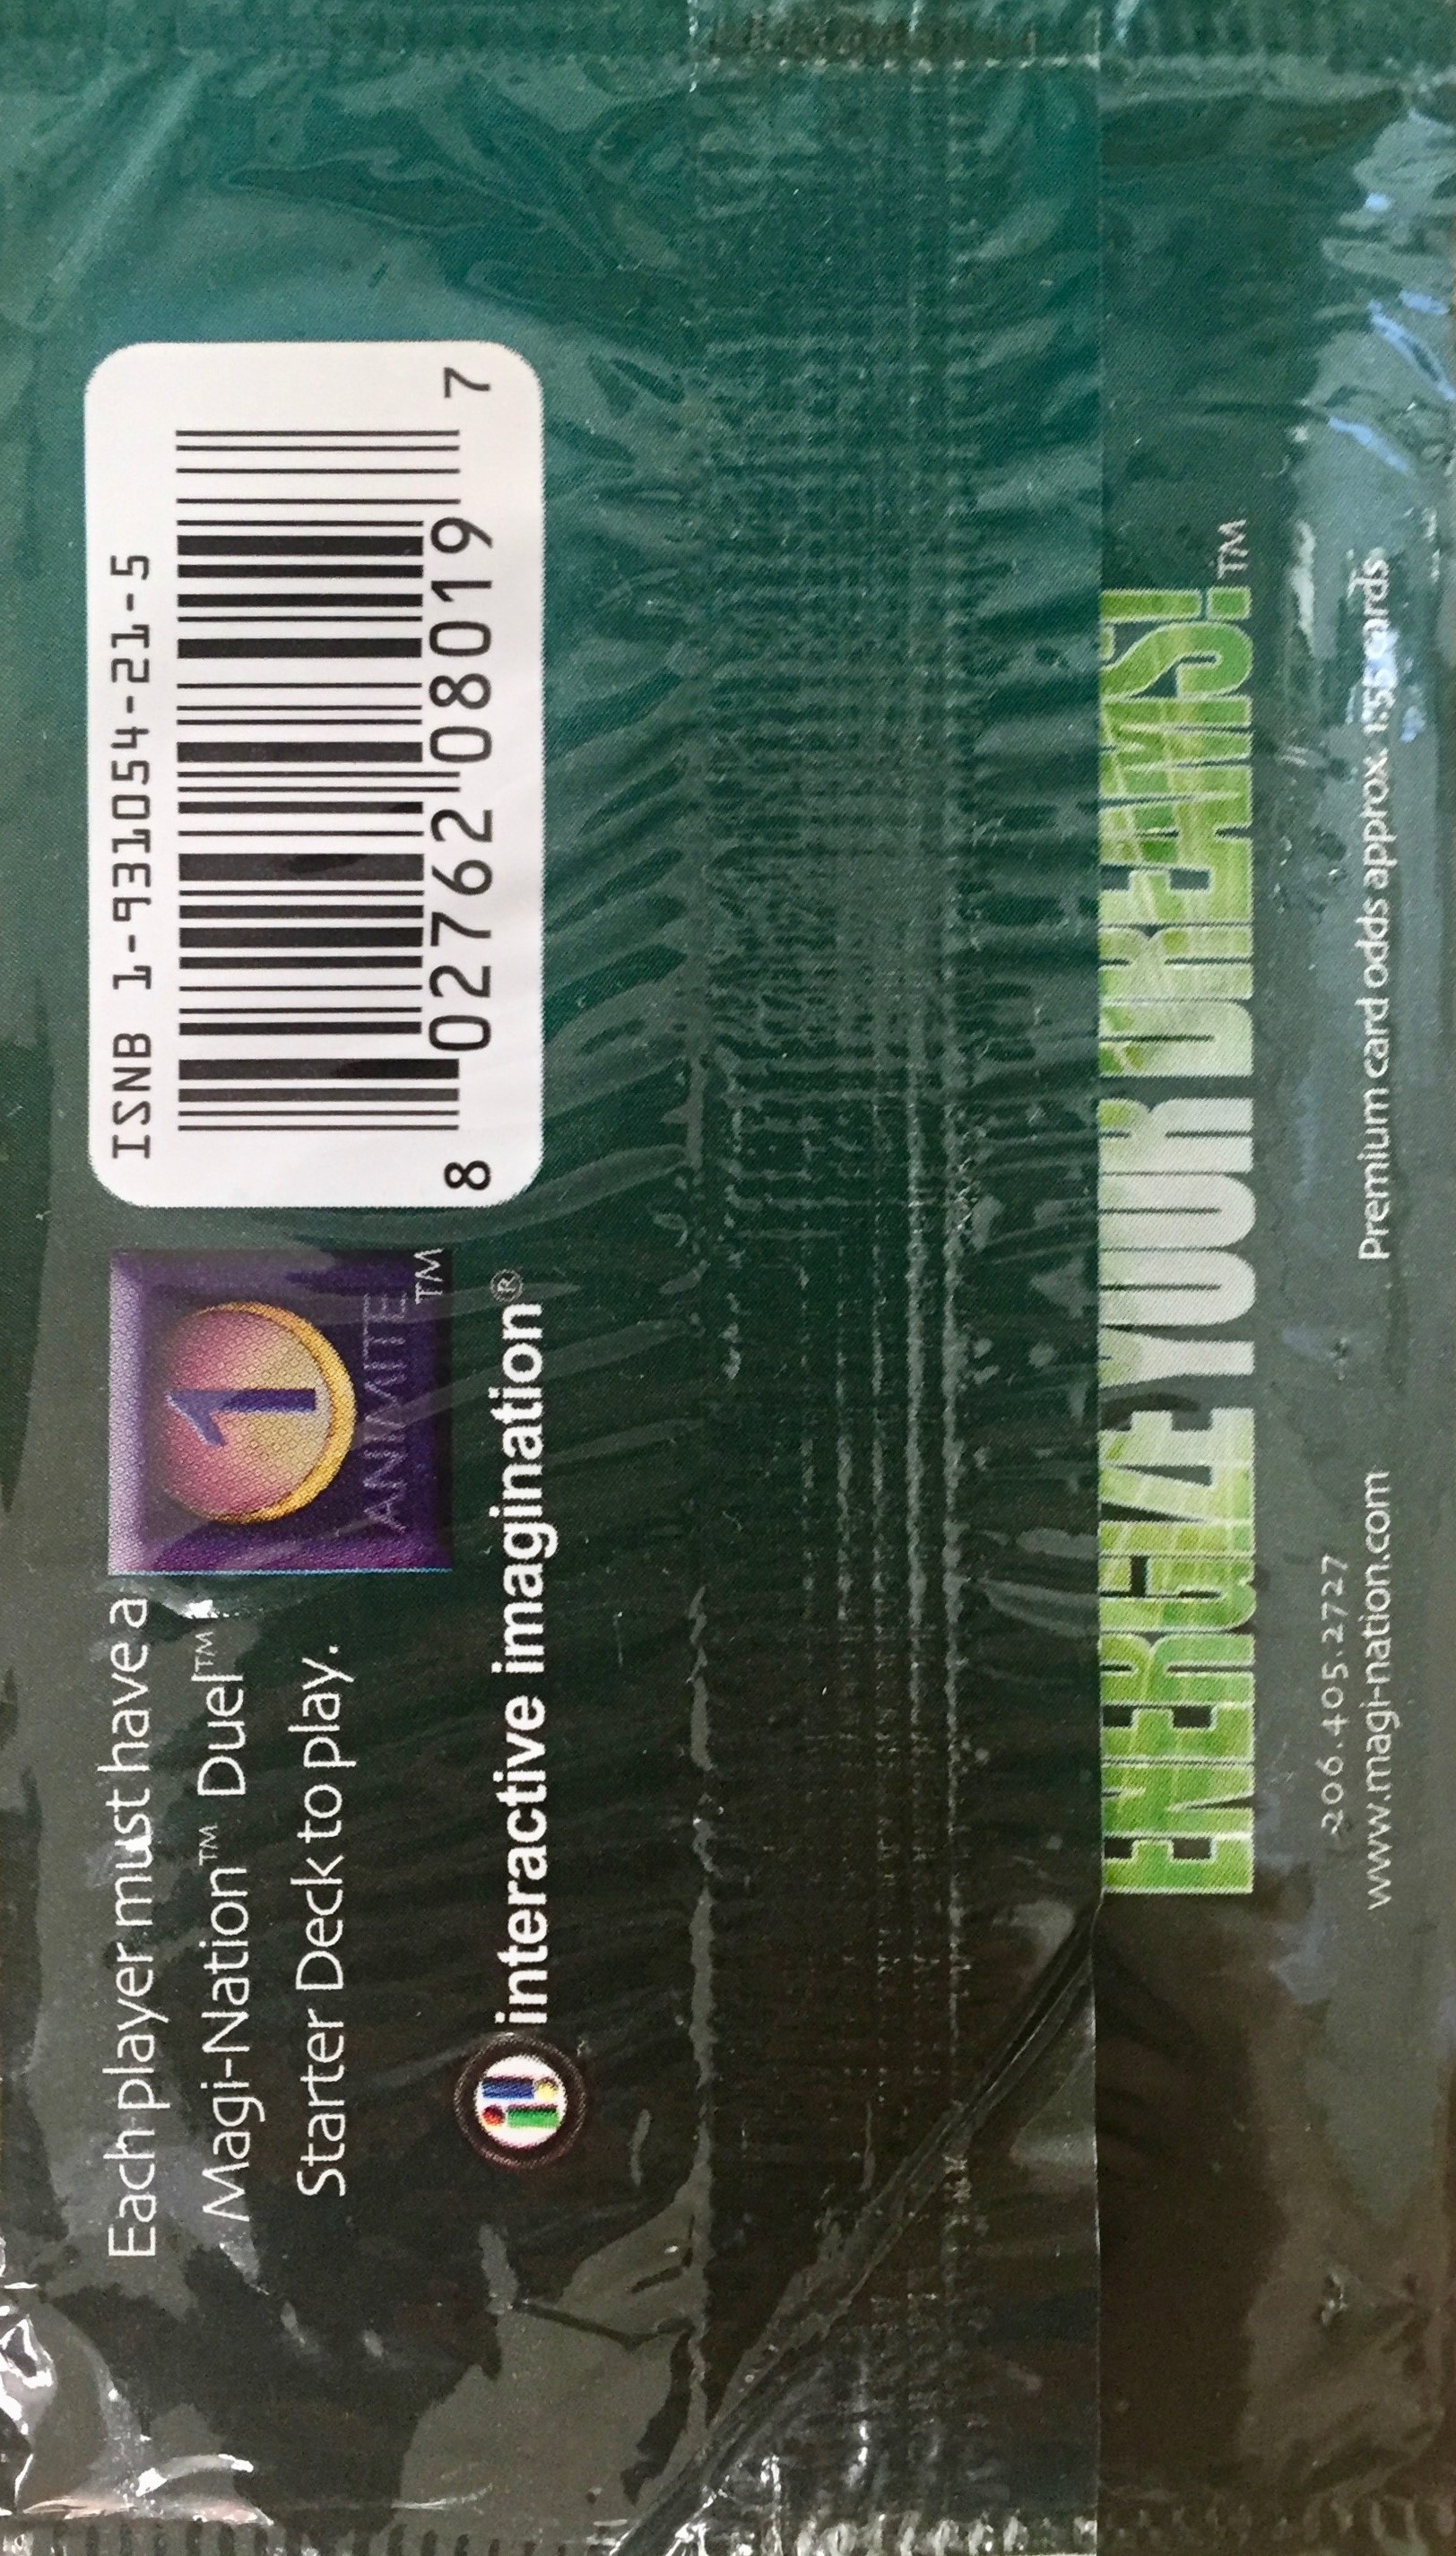 Each player must have a
Magi-Nation™ Duel™
Starter Deck to play.
1
ANIMITE™
ISNB 1-931054-21-5
8 02762 08019 7
interactive imagination®
ENERGIZE YOUR DREAMS!™
206.405.2727
www.magi-nation.com
Premium card odds approx. 1:55 cards